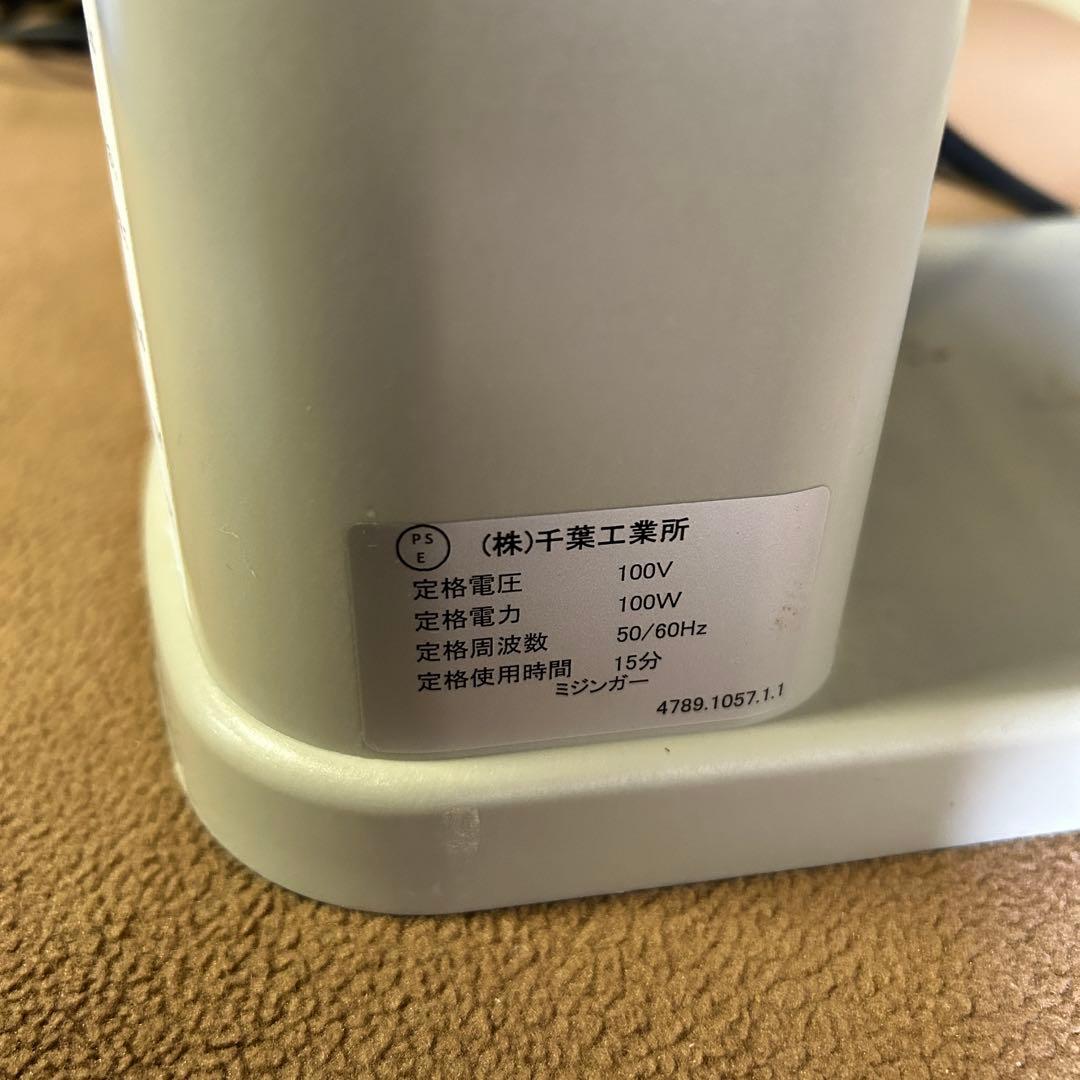 PS
E
(株)千葉工業所
定格電圧 100V
定格電力 100W
定格周波数 50/60Hz
定格使用時間 15分
ミジンガー
4789.1057.1.1